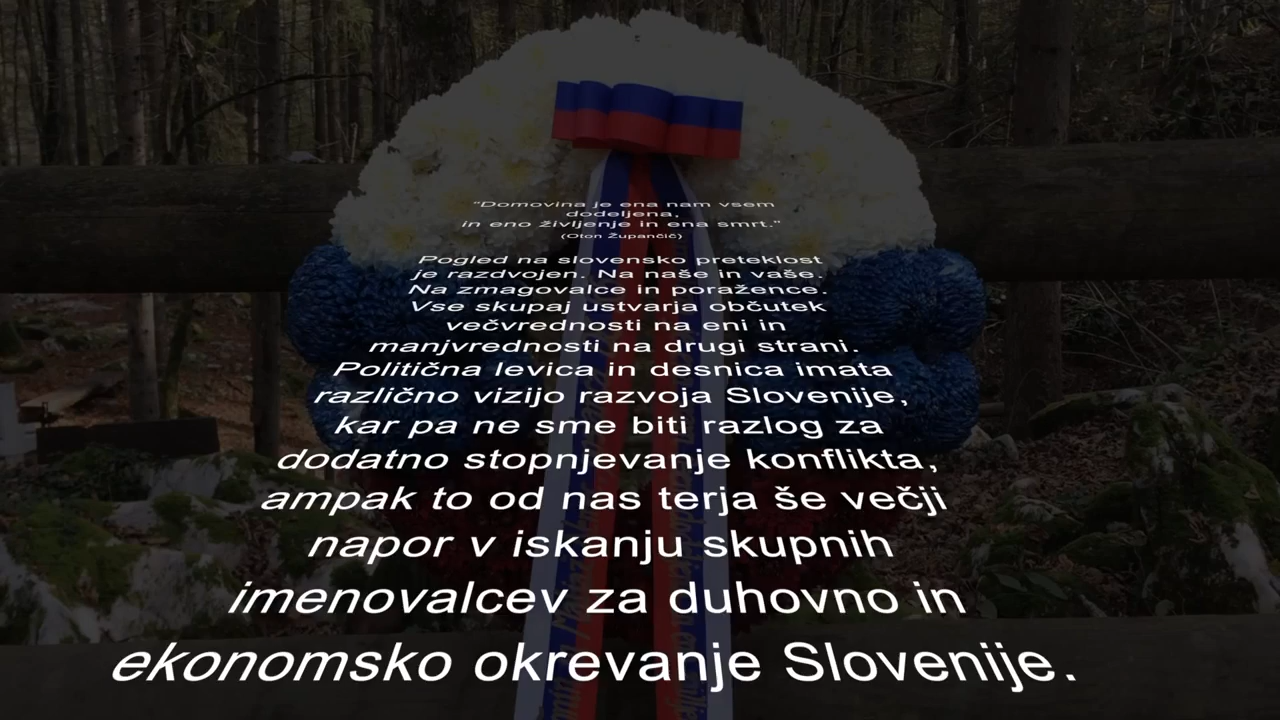 "Domovina je ena nam vsem
dodeljena,
in eno življenje in ena smrt."
(Oton Župančič)
Pogled na slovensko preteklost
je razdvojen. Na naše in vaše.
Na zmagovalce in poražence.
Vse skupaj ustvarja občutek
večvrednosti na eni in
manjvrednosti na drugi strani.
Politična levica in desnica imata
različno vizijo razvoja Slovenije,
kar pa ne sme biti razlog za
dodatno stopnjevanje konflikta,
ampak to od nas terja še večji
napor v iskanju skupnih
imenovalcev za duhovno in
ekonomsko okrevanje Slovenije.